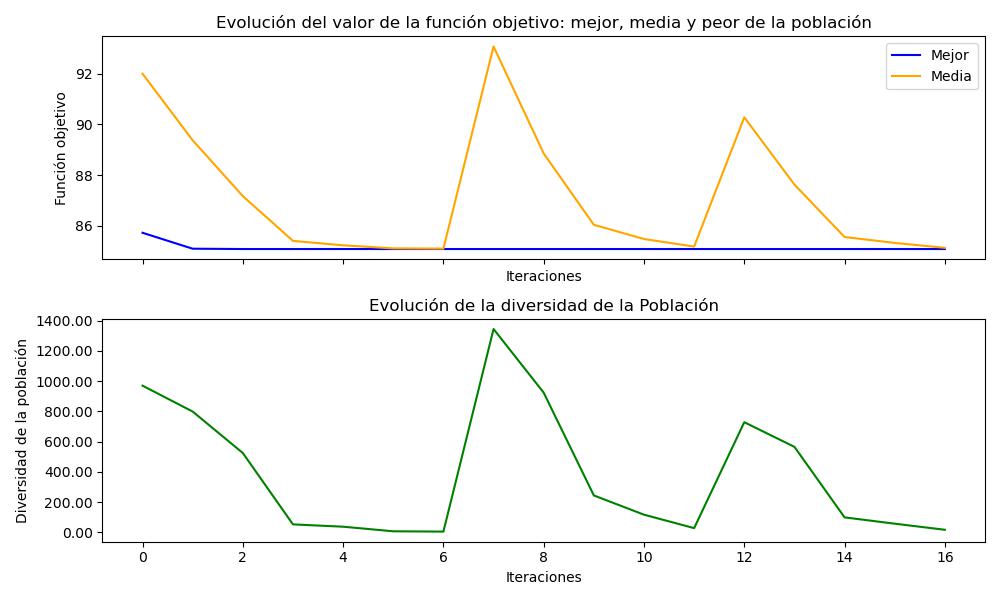 Evolución del valor de la función objetivo: mejor, media y peor de la población
Mejor
Media
Función objetivo
92
90
88
86
Iteraciones
Evolución de la diversidad de la Población
Diversidad de la población
1400.00
1200.00
1000.00
800.00
600.00
400.00
200.00
0.00
0 2 4 6 8 10 12 14 16
Iteraciones